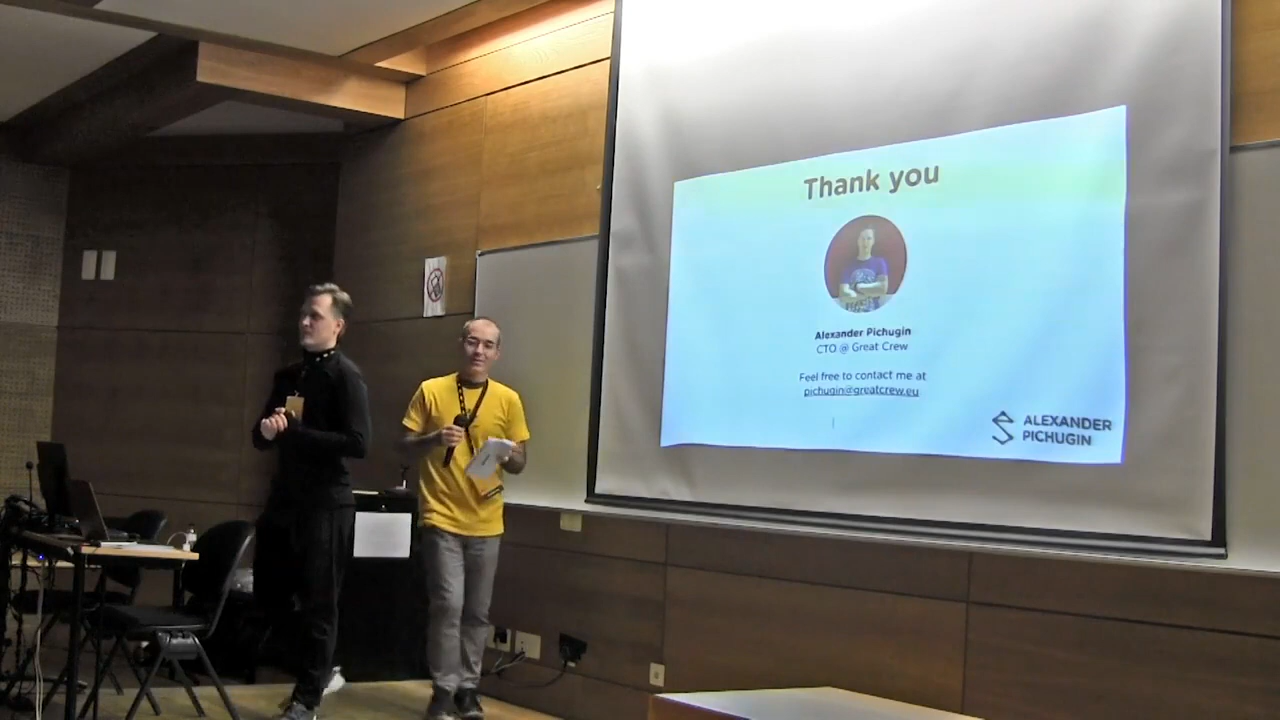 Thank you
Alexander Pichugin
CTO @ Great Crew
Feel free to contact me at
pichugin@greatcrew.eu
ALEXANDER
PICHUGIN